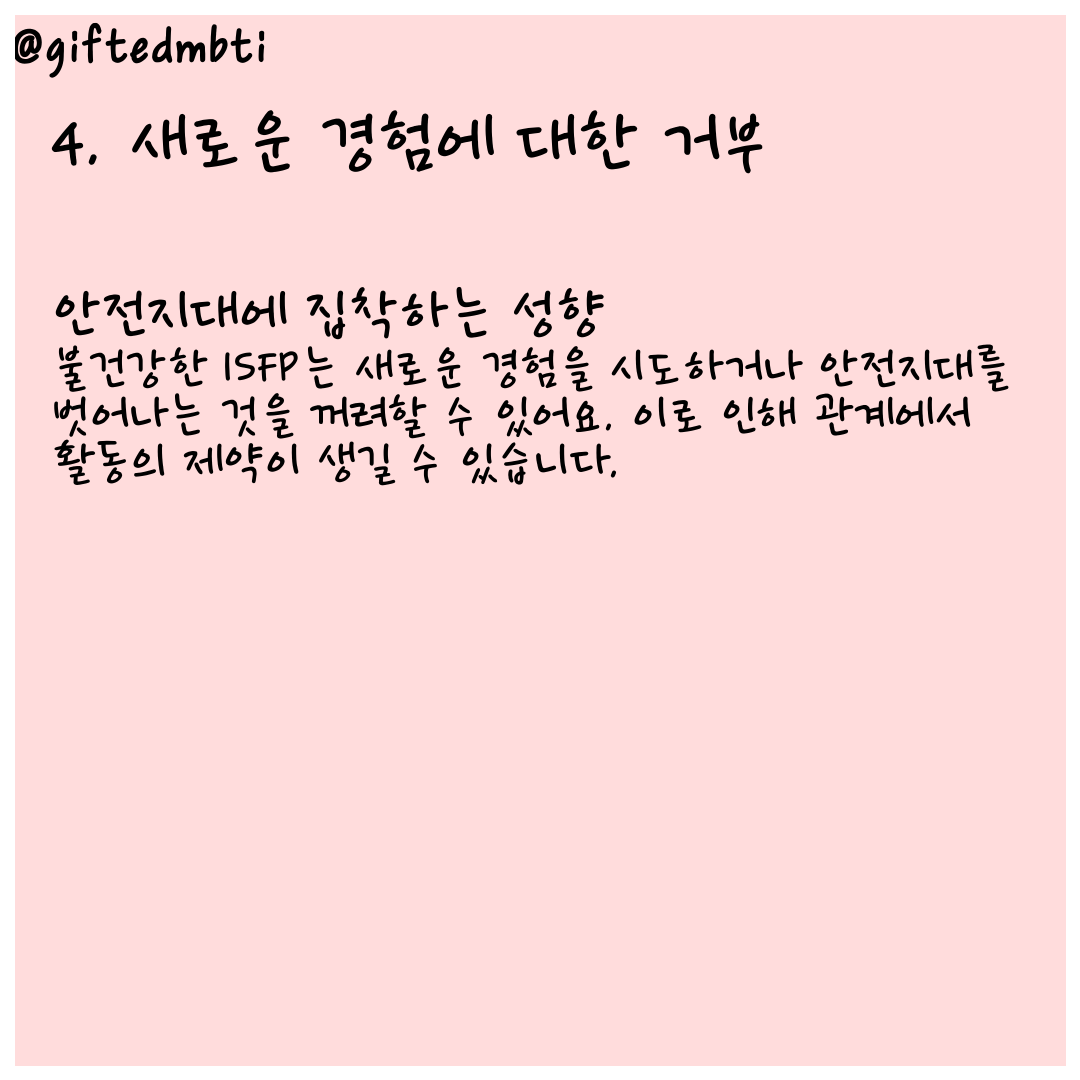 @giftedmbti
4. 새로운 경험에 대한 거부
안전지대에 집착하는 성향
불건강한 ISFP는 새로운 경험을 시도하거나 안전지대를
벗어나는 것을 꺼려할 수 있어요. 이로 인해 관계에서
활동의 제약이 생길 수 있습니다.